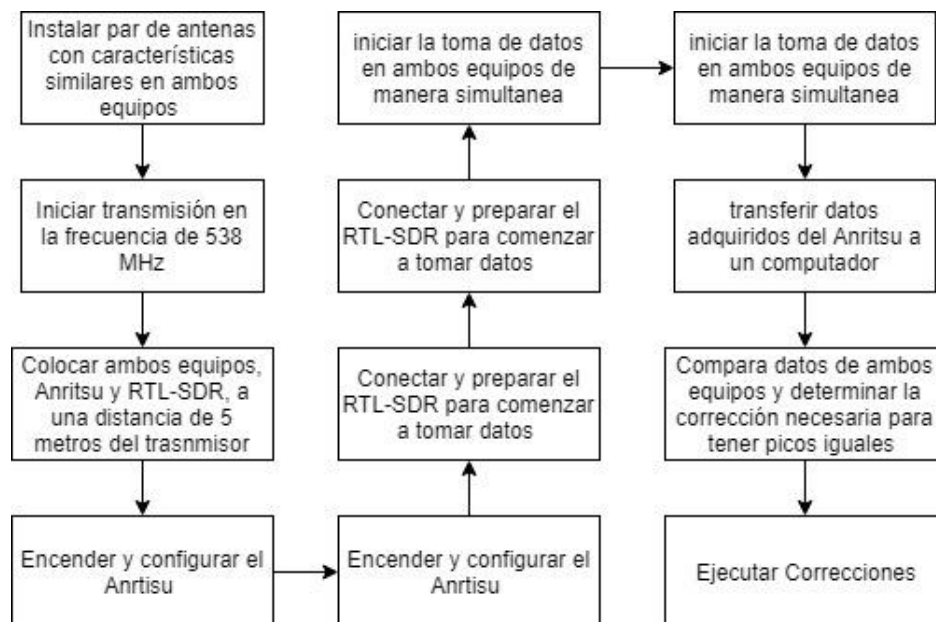 Instalar par de antenas
con características
similares en ambos
equipos
Iniciar transmisión en
la frecuencia de 538
MHz
Colocar ambos equipos,
Anritsu y RTL-SDR, a
una distancia de 5
metros del trasnmisor
Encender y configurar el
Anrtisu
Encender y configurar el
Anrtisu
Conectar y preparar el
RTL-SDR para comenzar
a tomar datos
Conectar y preparar el
RTL-SDR para comenzar
a tomar datos
iniciar la toma de datos
en ambos equipos de
manera simultanea
iniciar la toma de datos
en ambos equipos de
manera simultanea
transferir datos
adquiridos del Anritsu a
un computador
Compara datos de ambos
equipos y determinar la
corrección necesaria para
tener picos iguales
Ejecutar Correcciones